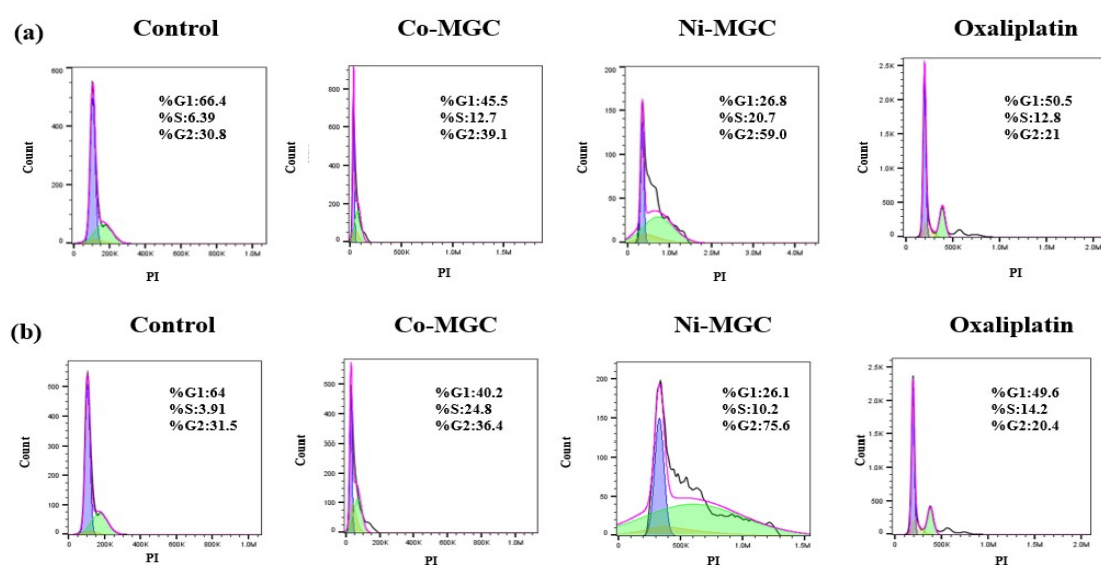 (a)
Control
Co-MGC
Ni-MGC
Oxaliplatin
600
400
200
0
Count
%G1:66.4
%S:6.39
%G2:30.8
0 200K 400K 600K 800K 1.0M
PI
800
600
400
200
0
Count
%G1:45.5
%S:12.7
%G2:39.1
0 500K 1.0M 1.5M
PI
200
150
100
50
0
Count
%G1:26.8
%S:20.7
%G2:59.0
0 1.0M 2.0M 3.0M 4.0M
PI
2.5K
2.0K
1.5K
1.0K
500
0
Count
%G1:50.5
%S:12.8
%G2:21
0 500K 1.0M 1.5M 2.0M
PI
(b)
Control
Co-MGC
Ni-MGC
Oxaliplatin
500
400
300
200
100
0
Count
%G1:64
%S:3.91
%G2:31.5
0 200K 400K 600K 800K 1.0M
PI
500
400
300
200
100
0
Count
%G1:40.2
%S:24.8
%G2:36.4
0 200K 400K 600K 800K 1.0M
PI
200
150
100
50
0
Count
%G1:26.1
%S:10.2
%G2:75.6
0 500K 1.0M 1.5M
PI
2.5K
2.0K
1.5K
1.0K
500
0
Count
%G1:49.6
%S:14.2
%G2:20.4
0 500K 1.0M 1.5M 2.0M
PI